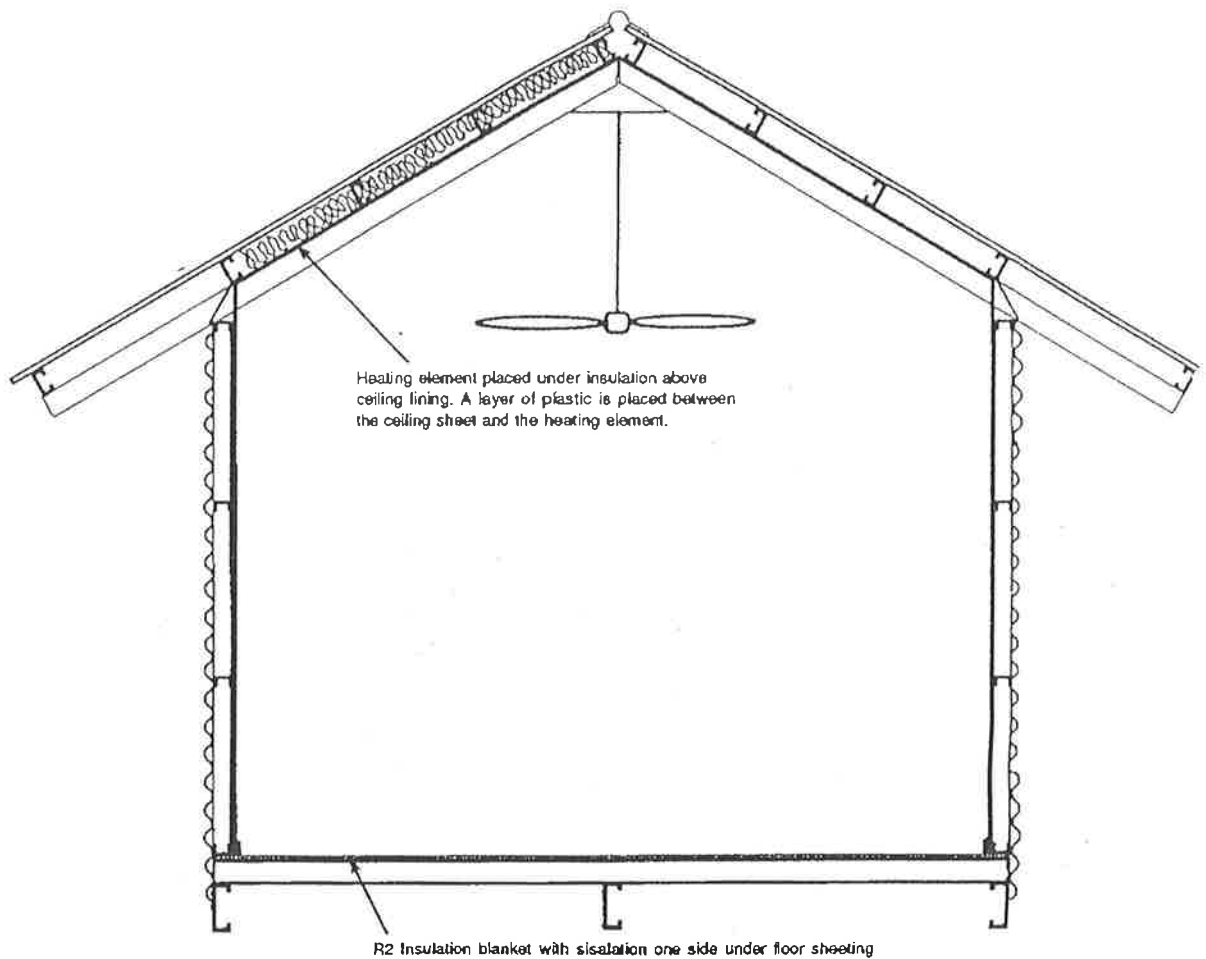 Heating element placed under insulation above
ceiling lining. A layer of plastic is placed between
the ceiling sheet and the heating element.
R2 Insulation blanket with sisalation one side under floor sheeting